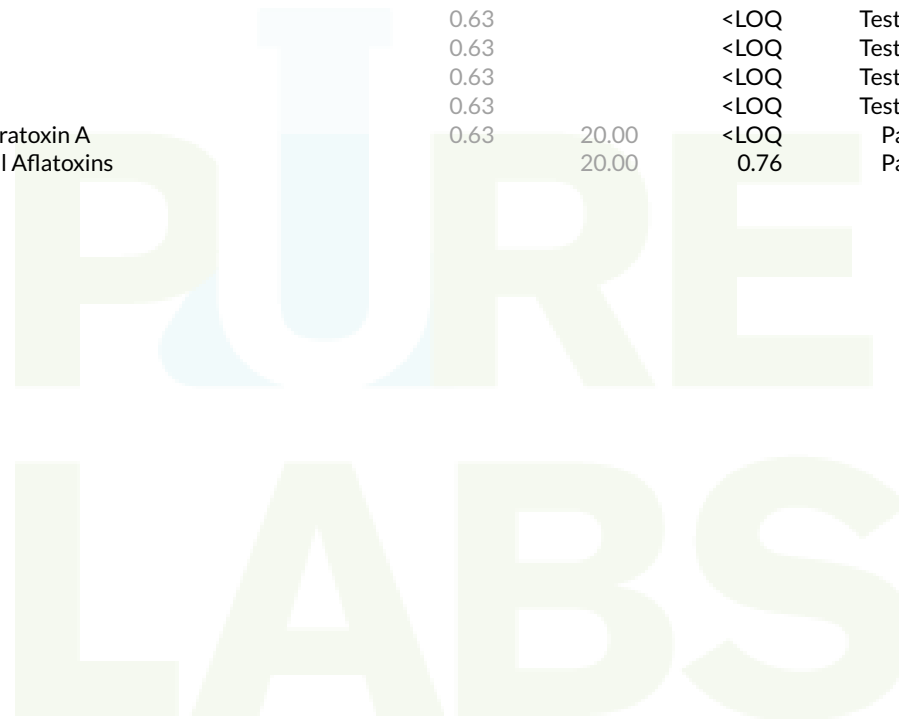 0.63 <LOQ Test
0.63 <LOQ Test
0.63 <LOQ Test
0.63 <LOQ Test
ratoxin A 0.63 20.00 <LOQ Pa
l Aflatoxins 20.00 0.76 Pa
PURE
LABS